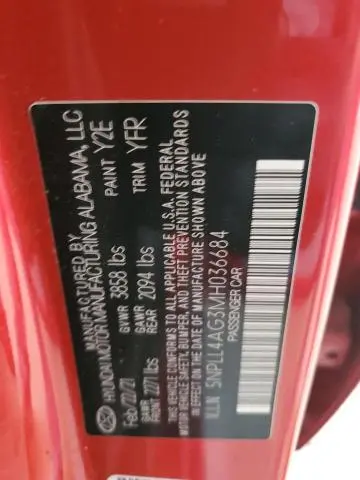 MANUFACTURED BY
HYUNDAI MOTOR MANUFACTURING ALABAMA, LLC
Feb/22/21 GVWR 3858 lbs PAINT Y2E
GAWR FRONT 2271 lbs GAWR REAR 2094 lbs TRIM YFR
THIS VEHICLE CONFORMS TO ALL APPLICABLE U.S.A. FEDERAL
MOTOR VEHICLE SAFETY, BUMPER, AND THEFT PREVENTION STANDARDS
IN EFFECT ON THE DATE OF MANUFACTURE SHOWN ABOVE.
5NPLL4AG3MH036684
PASSENGER CAR